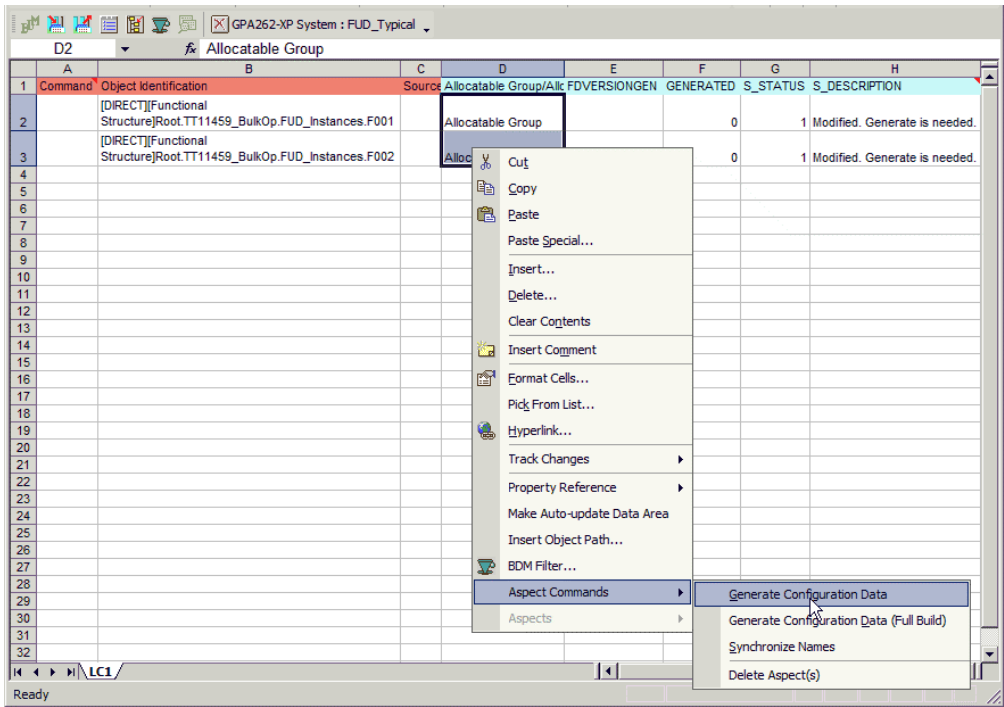 GPA262-XP System : FUD_Typical
D2 fx Allocatable Group
A B C D E F G H
1 Command Object Identification Source Allocatable Group/Allc FDVERSIONGEN GENERATED S_STATUS S_DESCRIPTION
[DIRECT][Functional
2 Structure]Root.TT11459_BulkOp.FUD_Instances.F001 Allocatable Group 0 1 Modified. Generate is needed.
[DIRECT][Functional
3 Structure]Root.TT11459_BulkOp.FUD_Instances.F002 Alloc 0 1 Modified. Generate is needed.
4
5
6
7
8
9
10
11
12
13
14
15
16
17
18
19
20
21
22
23
24
25
26
27
28
29
30
31
32
Cut
Copy
Paste
Paste Special...
Insert...
Delete...
Clear Contents
Insert Comment
Format Cells...
Pick From List...
Hyperlink...
Track Changes
Property Reference
Make Auto-update Data Area
Insert Object Path...
BDM Filter...
Aspect Commands
Aspects
Generate Configuration Data
Generate Configuration Data (Full Build)
Synchronize Names
Delete Aspect(s)
LC1
Ready